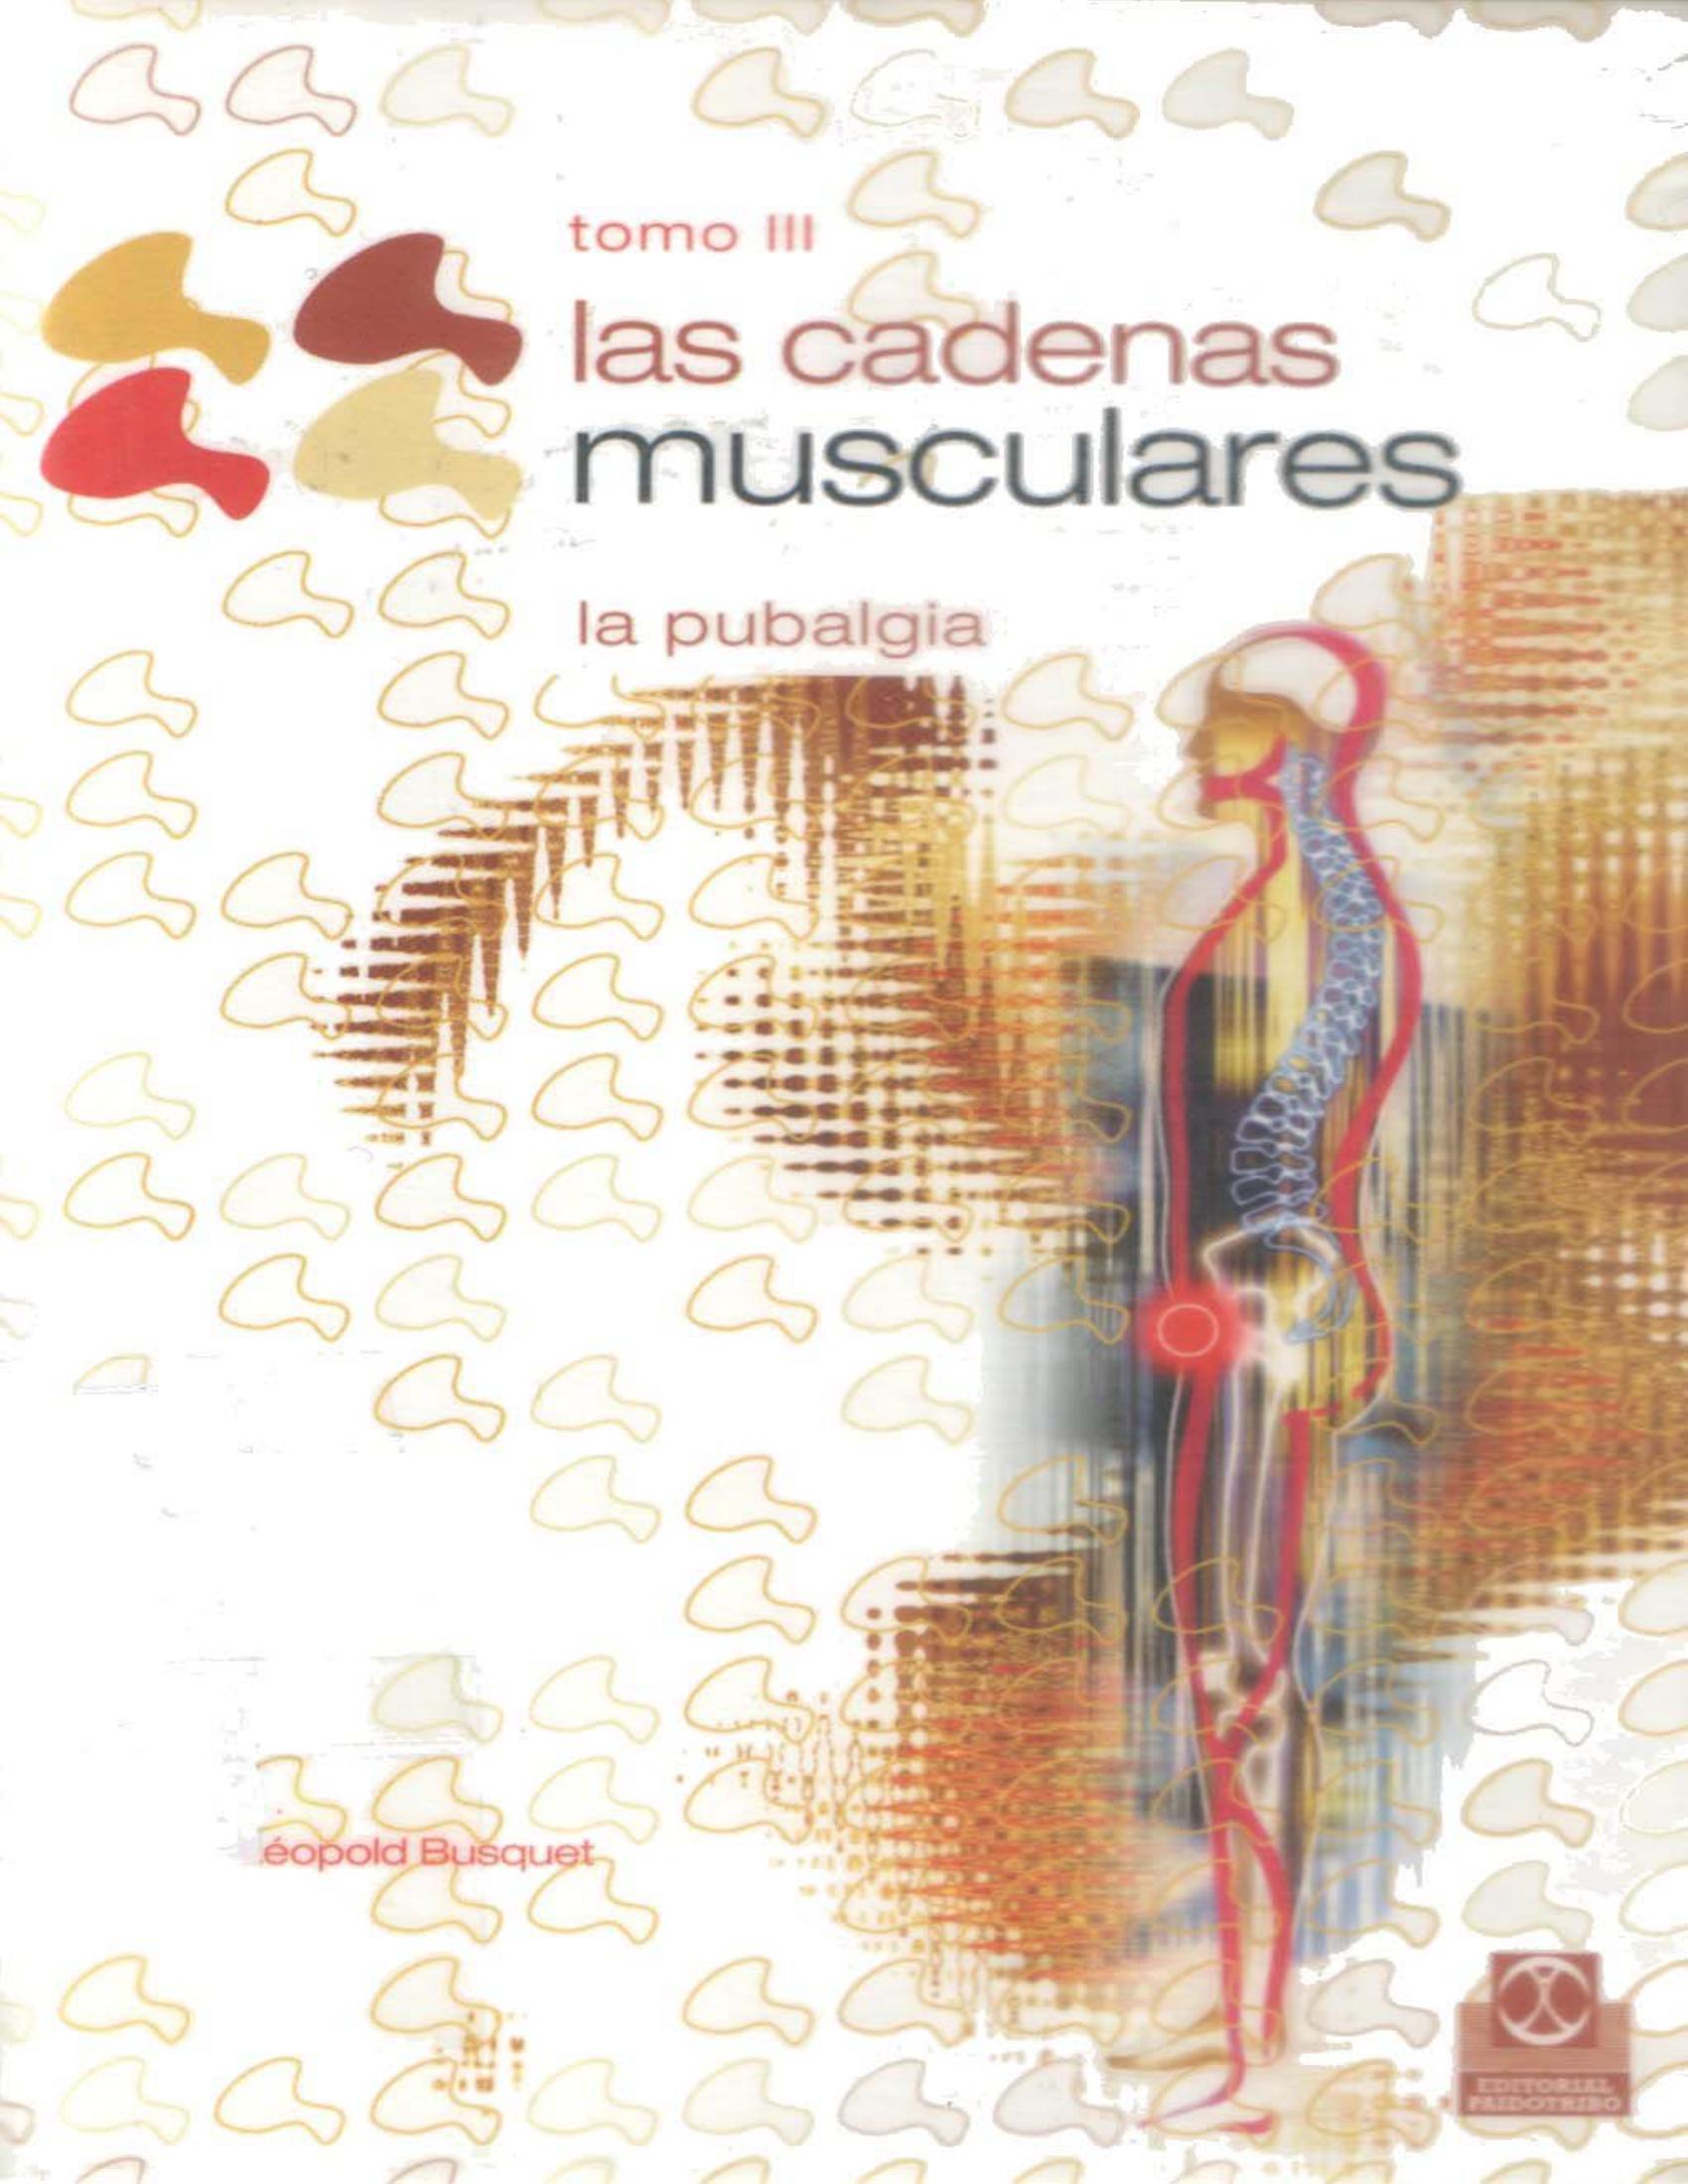 tomo III
las cadenas
musculares
la pubalgia
éopold Busquet
EDITORIAL
PAIDOTRIBO